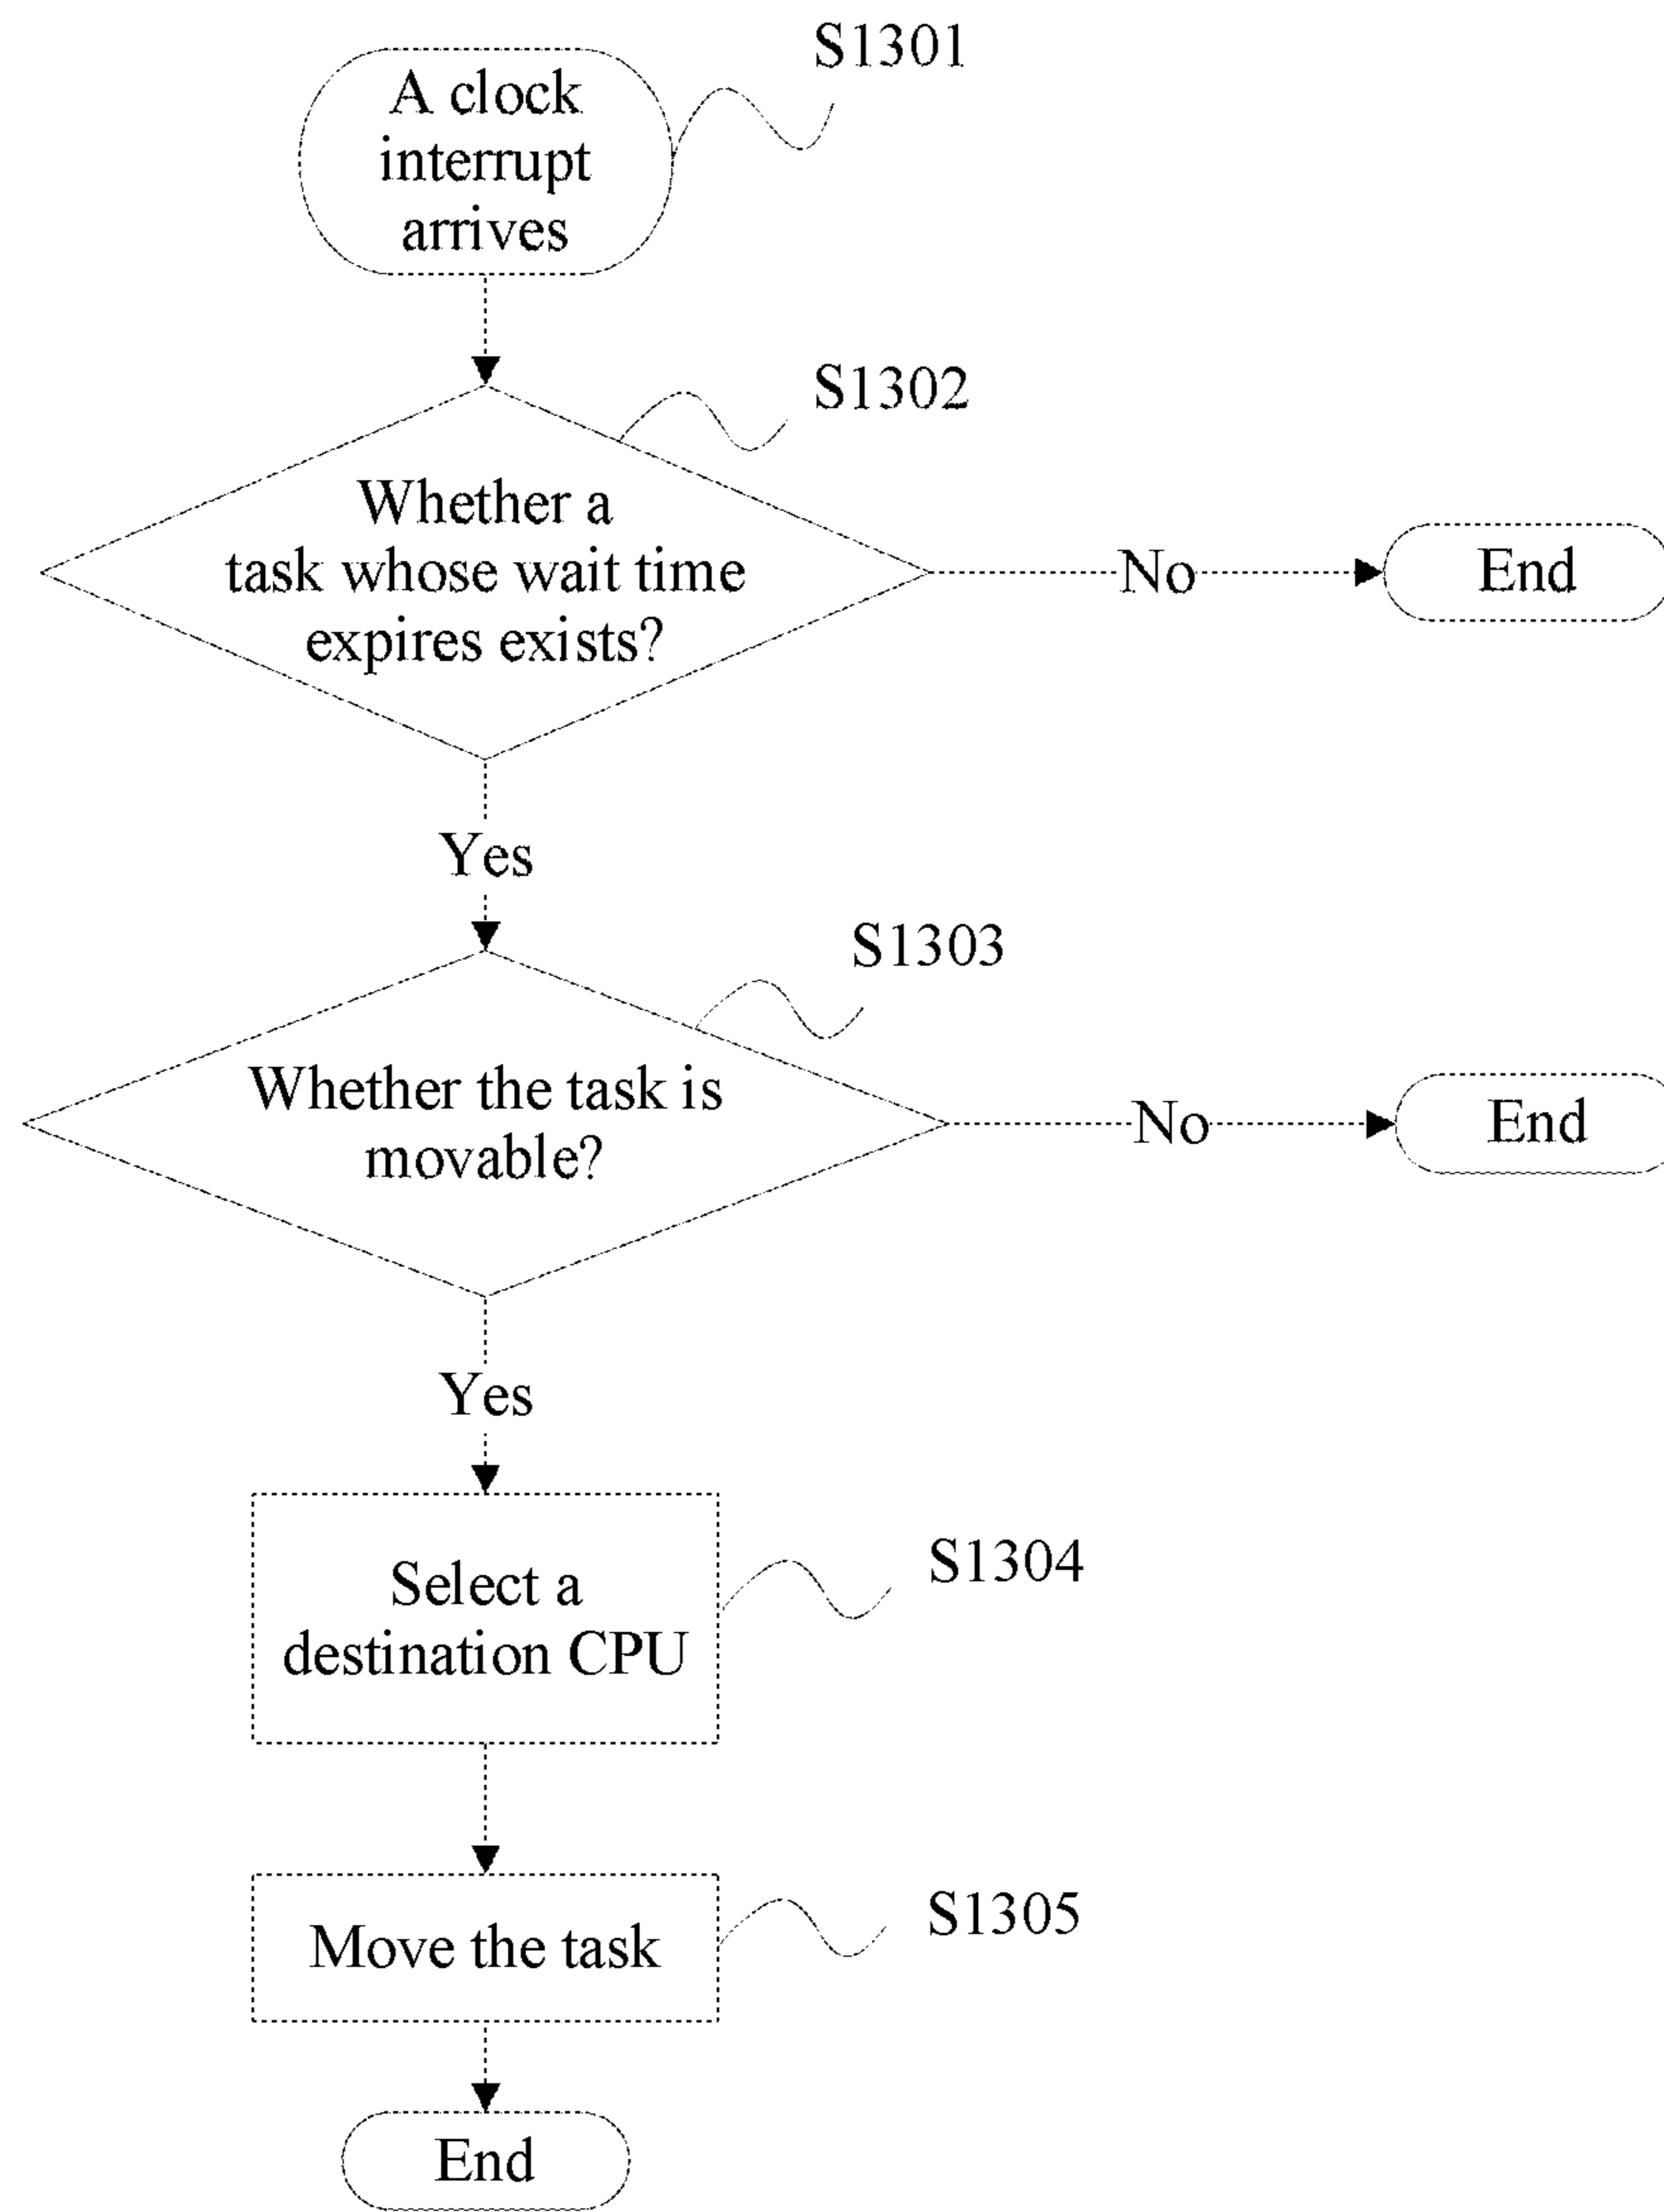 S1301
A clock
interrupt
arrives
S1302
Whether a
task whose wait time
expires exists?
No
End
Yes
S1303
Whether the task is
movable?
No
End
Yes
S1304
Select a
destination CPU
S1305
Move the task
End